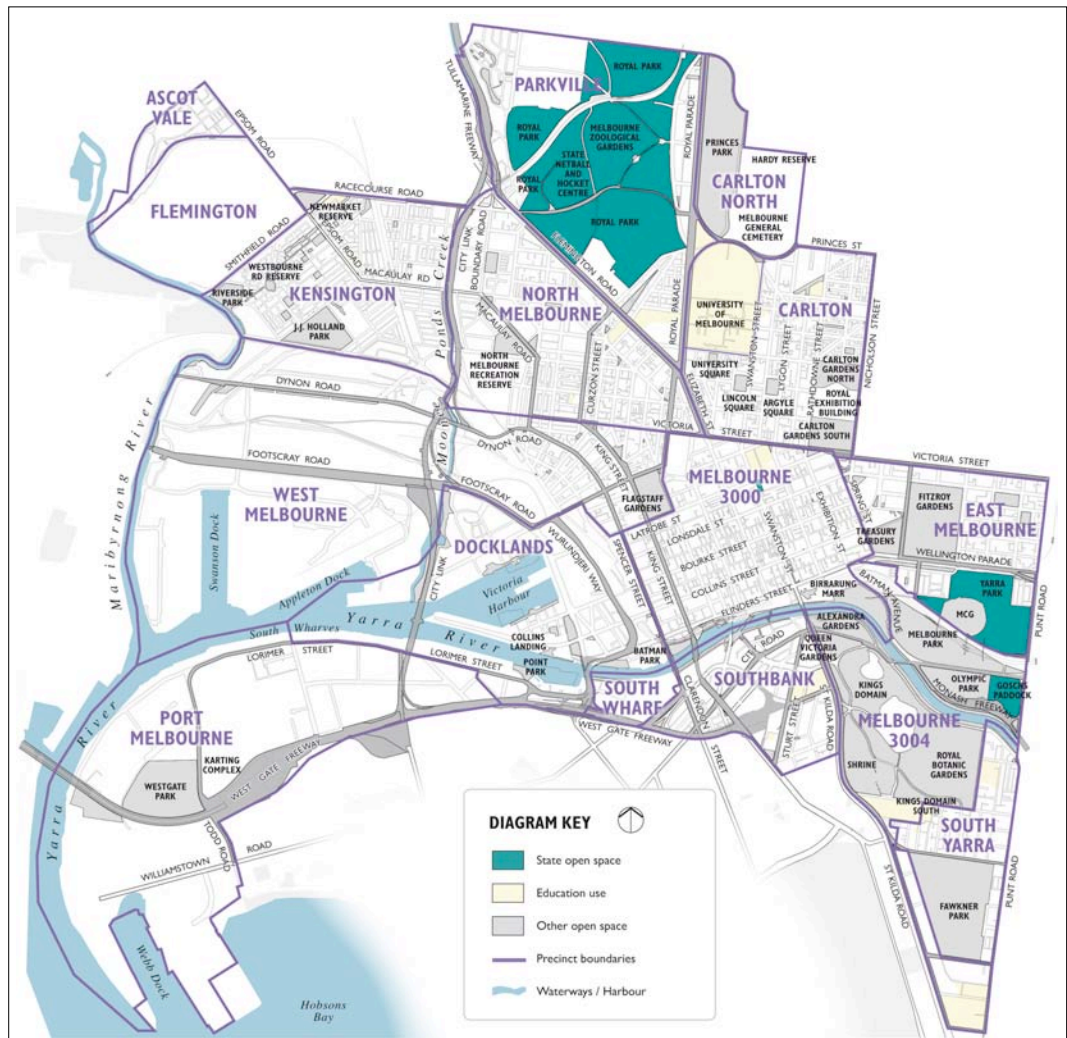 ROYAL PARK
TULLAMARINE FREEWAY
PARKVILLE
ASCOT
VALE
EPSOM ROAD
ROYAL
PARK
MELBOURNE
ZOOLOGICAL
GARDENS
ROYAL PARADE
PRINCES
PARK
STATE
NETBALL
AND
HOCKET
CENTRE
HARDY RESERVE
ROYAL
PARK
CARLTON
NORTH
RACECOURSE ROAD
NEWMARKET
RESERVE
FLEMINGTON
ROYAL PARK
MELBOURNE
GENERAL
CEMETERY
PRINCES ST
SMITHFIELD ROAD
EPSOM ROAD
CITY LINK
BOUNDARY ROAD
FLEMINGTON ROAD
WESTBOURNE
RD RESERVE
MACAULAY RD
RIVERSIDE
PARK
KENSINGTON
NORTH
MELBOURNE
ROYAL PARADE
UNIVERSITY
OF
MELBOURNE
CARLTON
SWANSTON STREET
LYGON STREET
RATHDOWNE STREET
NICHOLSON STREET
J.J. HOLLAND
PARK
Moonee Ponds Creek
MACAULAY ROAD
NORTH
MELBOURNE
RECREATION
RESERVE
CURZON STREET
ELIZABETH ST
UNIVERSITY
SQUARE
LINCOLN
SQUARE
ARGYLE
SQUARE
CARLTON
GARDENS
NORTH
ROYAL
EXHIBITION
BUILDING
CARLTON
GARDENS SOUTH
DYNON ROAD
VICTORIA STREET
DYNON ROAD
KING STREET
VICTORIA STREET
Maribyrnong River
FOOTSCRAY ROAD
WEST
MELBOURNE
FOOTSCRAY ROAD
FLAGSTAFF
GARDENS
MELBOURNE
3000
SPRING ST
FITZROY
GARDENS
EAST
MELBOURNE
TREASURY
GARDENS
WELLINGTON PARADE
Swanson Dock
Appleton Dock
DOCKLANDS
CITY LINK
WURUNDJERI WAY
SPENCER STREET
KING STREET
LATROBE ST
LONSDALE ST
BOURKE STREET
COLLINS STREET
FLINDERS STREET
SWANSTON ST
EXHIBITION ST
Victoria
Harbour
BIRRARUNG
MARR
BATMAN AVENUE
YARRA
PARK
MCG
PUNT ROAD
South Wharves
Yarra River
COLLINS
LANDING
POINT
PARK
BATMAN
PARK
ALEXANDRA
GARDENS
MELBOURNE
PARK
CITY ROAD
QUEEN
VICTORIA
GARDENS
LORIMER STREET
LORIMER STREET
SOUTH
WHARF
CLARENDON STREET
SOUTHBANK
STURT STREET
ST KILDA ROAD
KINGS
DOMAIN
OLYMPIC
PARK
GOSCHS
PADDOCK
MONASH FREEWAY
PORT
MELBOURNE
KARTING
COMPLEX
WESTGATE
PARK
WEST GATE FREEWAY
WEST GATE FREEWAY
MELBOURNE
3004
SHRINE
ROYAL
BOTANIC
GARDENS
KINGS DOMAIN
SOUTH
SOUTH
YARRA
Yarra River
TODD ROAD
WILLIAMSTOWN ROAD
ST KILDA ROAD
PUNT ROAD
FAWKNER
PARK
Webb Dock
Hobsons
Bay
DIAGRAM KEY
State open space
Education use
Other open space
Precinct boundaries
Waterways / Harbour